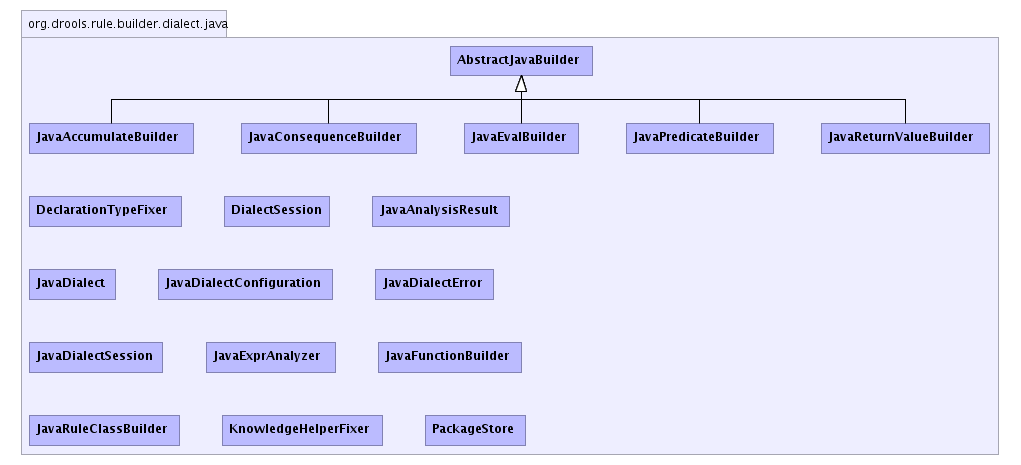 org.drools.rule.builder.dialect.java
AbstractJavaBuilder
JavaAccumulateBuilder JavaConsequenceBuilder JavaEvalBuilder JavaPredicateBuilder JavaReturnValueBuilder
DeclarationTypeFixer DialectSession JavaAnalysisResult
JavaDialect JavaDialectConfiguration JavaDialectError
JavaDialectSession JavaExprAnalyzer JavaFunctionBuilder
JavaRuleClassBuilder KnowledgeHelperFixer PackageStore